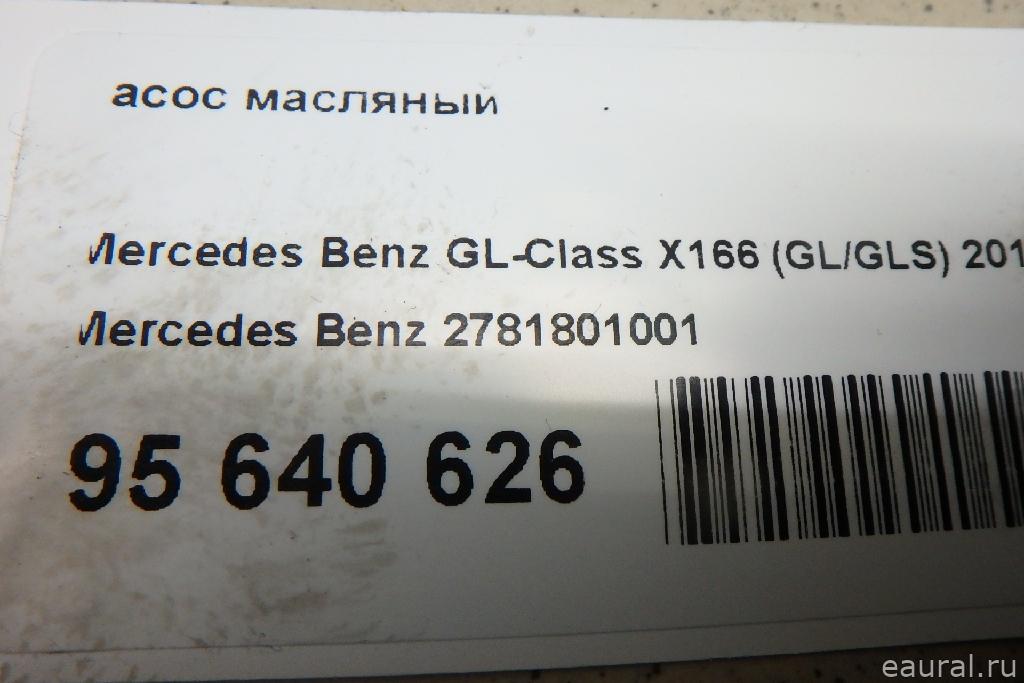 асос масляный
Mercedes Benz GL-Class X166 (GL/GLS) 201
Mercedes Benz 2781801001
95 640 626
eaural.ru